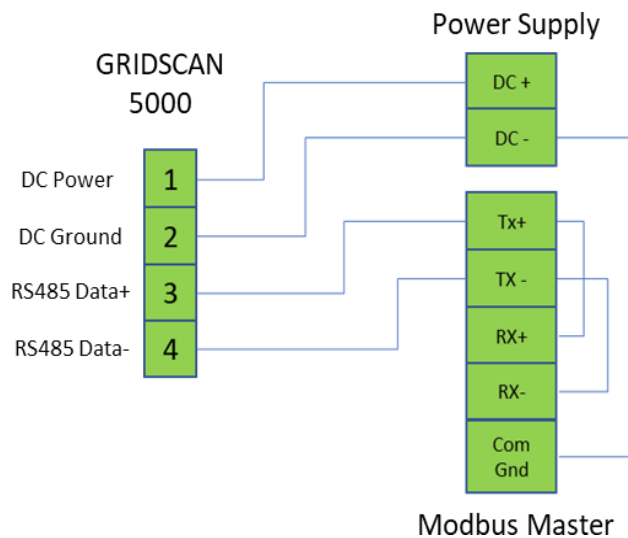 Power Supply
GRIDSCAN
5000
DC +
DC -
DC Power
1
DC Ground
2
RS485 Data+
3
RS485 Data-
4
Tx+
TX -
RX+
RX-
Com
Gnd
Modbus Master